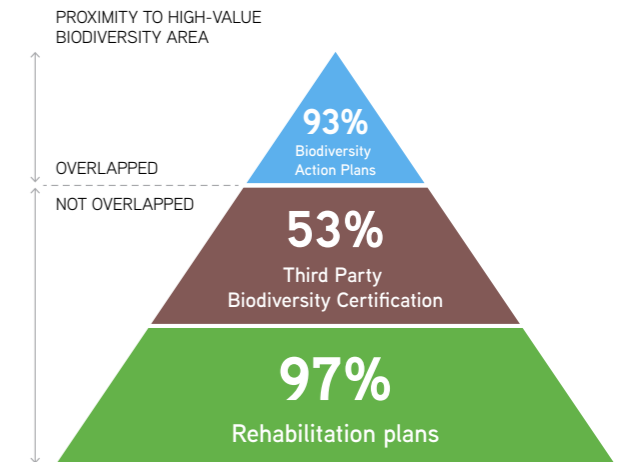 PROXIMITY TO HIGH-VALUE
BIODIVERSITY AREA
93%
Biodiversity
Action Plans
OVERLAPPED
NOT OVERLAPPED
53%
Third Party
Biodiversity Certification
97%
Rehabilitation plans